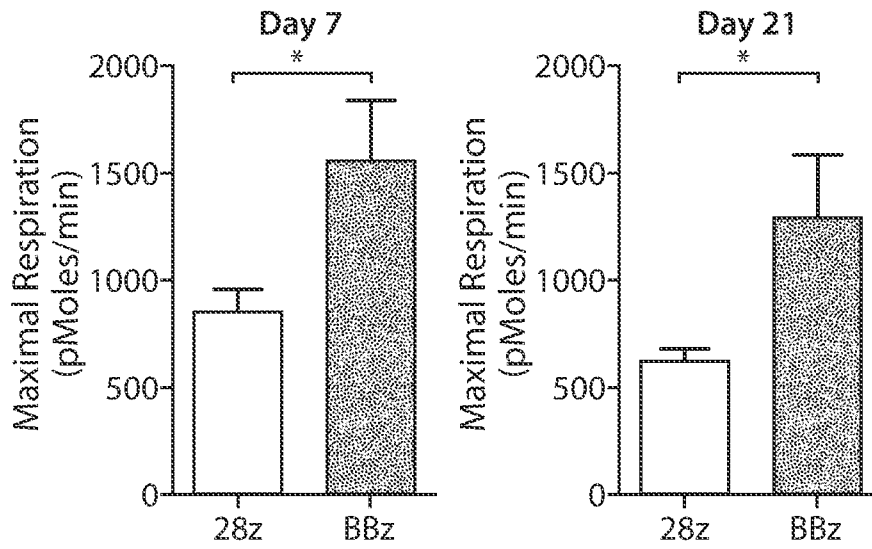 Day 7
*
2000
1500
1000
500
0
Maximal Respiration
(pMoles/min)
28z
BBz
Day 21
*
2000
1500
1000
500
0
Maximal Respiration
(pMoles/min)
28z
BBz